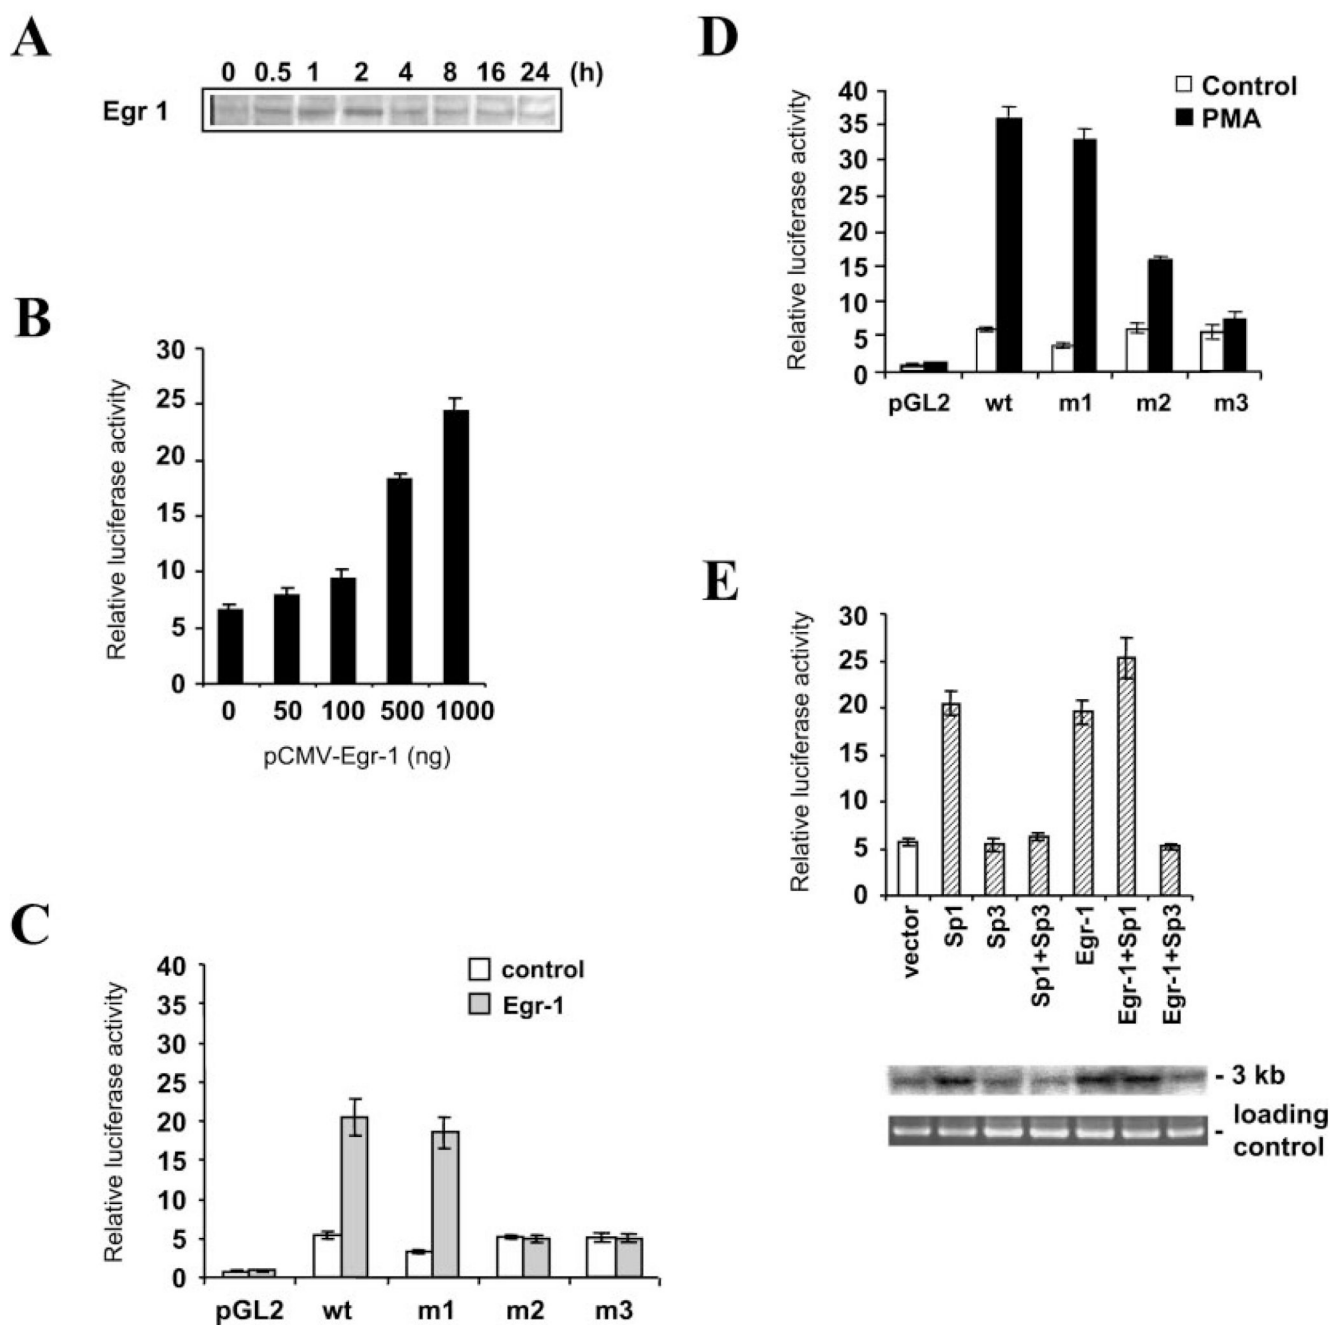 A
0 0.5 1 2 4 8 16 24 (h)
Egr 1
B
Relative luciferase activity
30
25
20
15
10
5
0
0 50 100 500 1000
pCMV-Egr-1 (ng)
C
Relative luciferase activity
40
35
30
25
20
15
10
5
0
control
Egr-1
pGL2 wt m1 m2 m3
D
Relative luciferase activity
40
35
30
25
20
15
10
5
0
Control
PMA
pGL2 wt m1 m2 m3
E
Relative luciferase activity
30
25
20
15
10
5
0
vector
Sp1
Sp3
Sp1+Sp3
Egr-1
Egr-1+Sp1
Egr-1+Sp3
- 3 kb
- loading
control